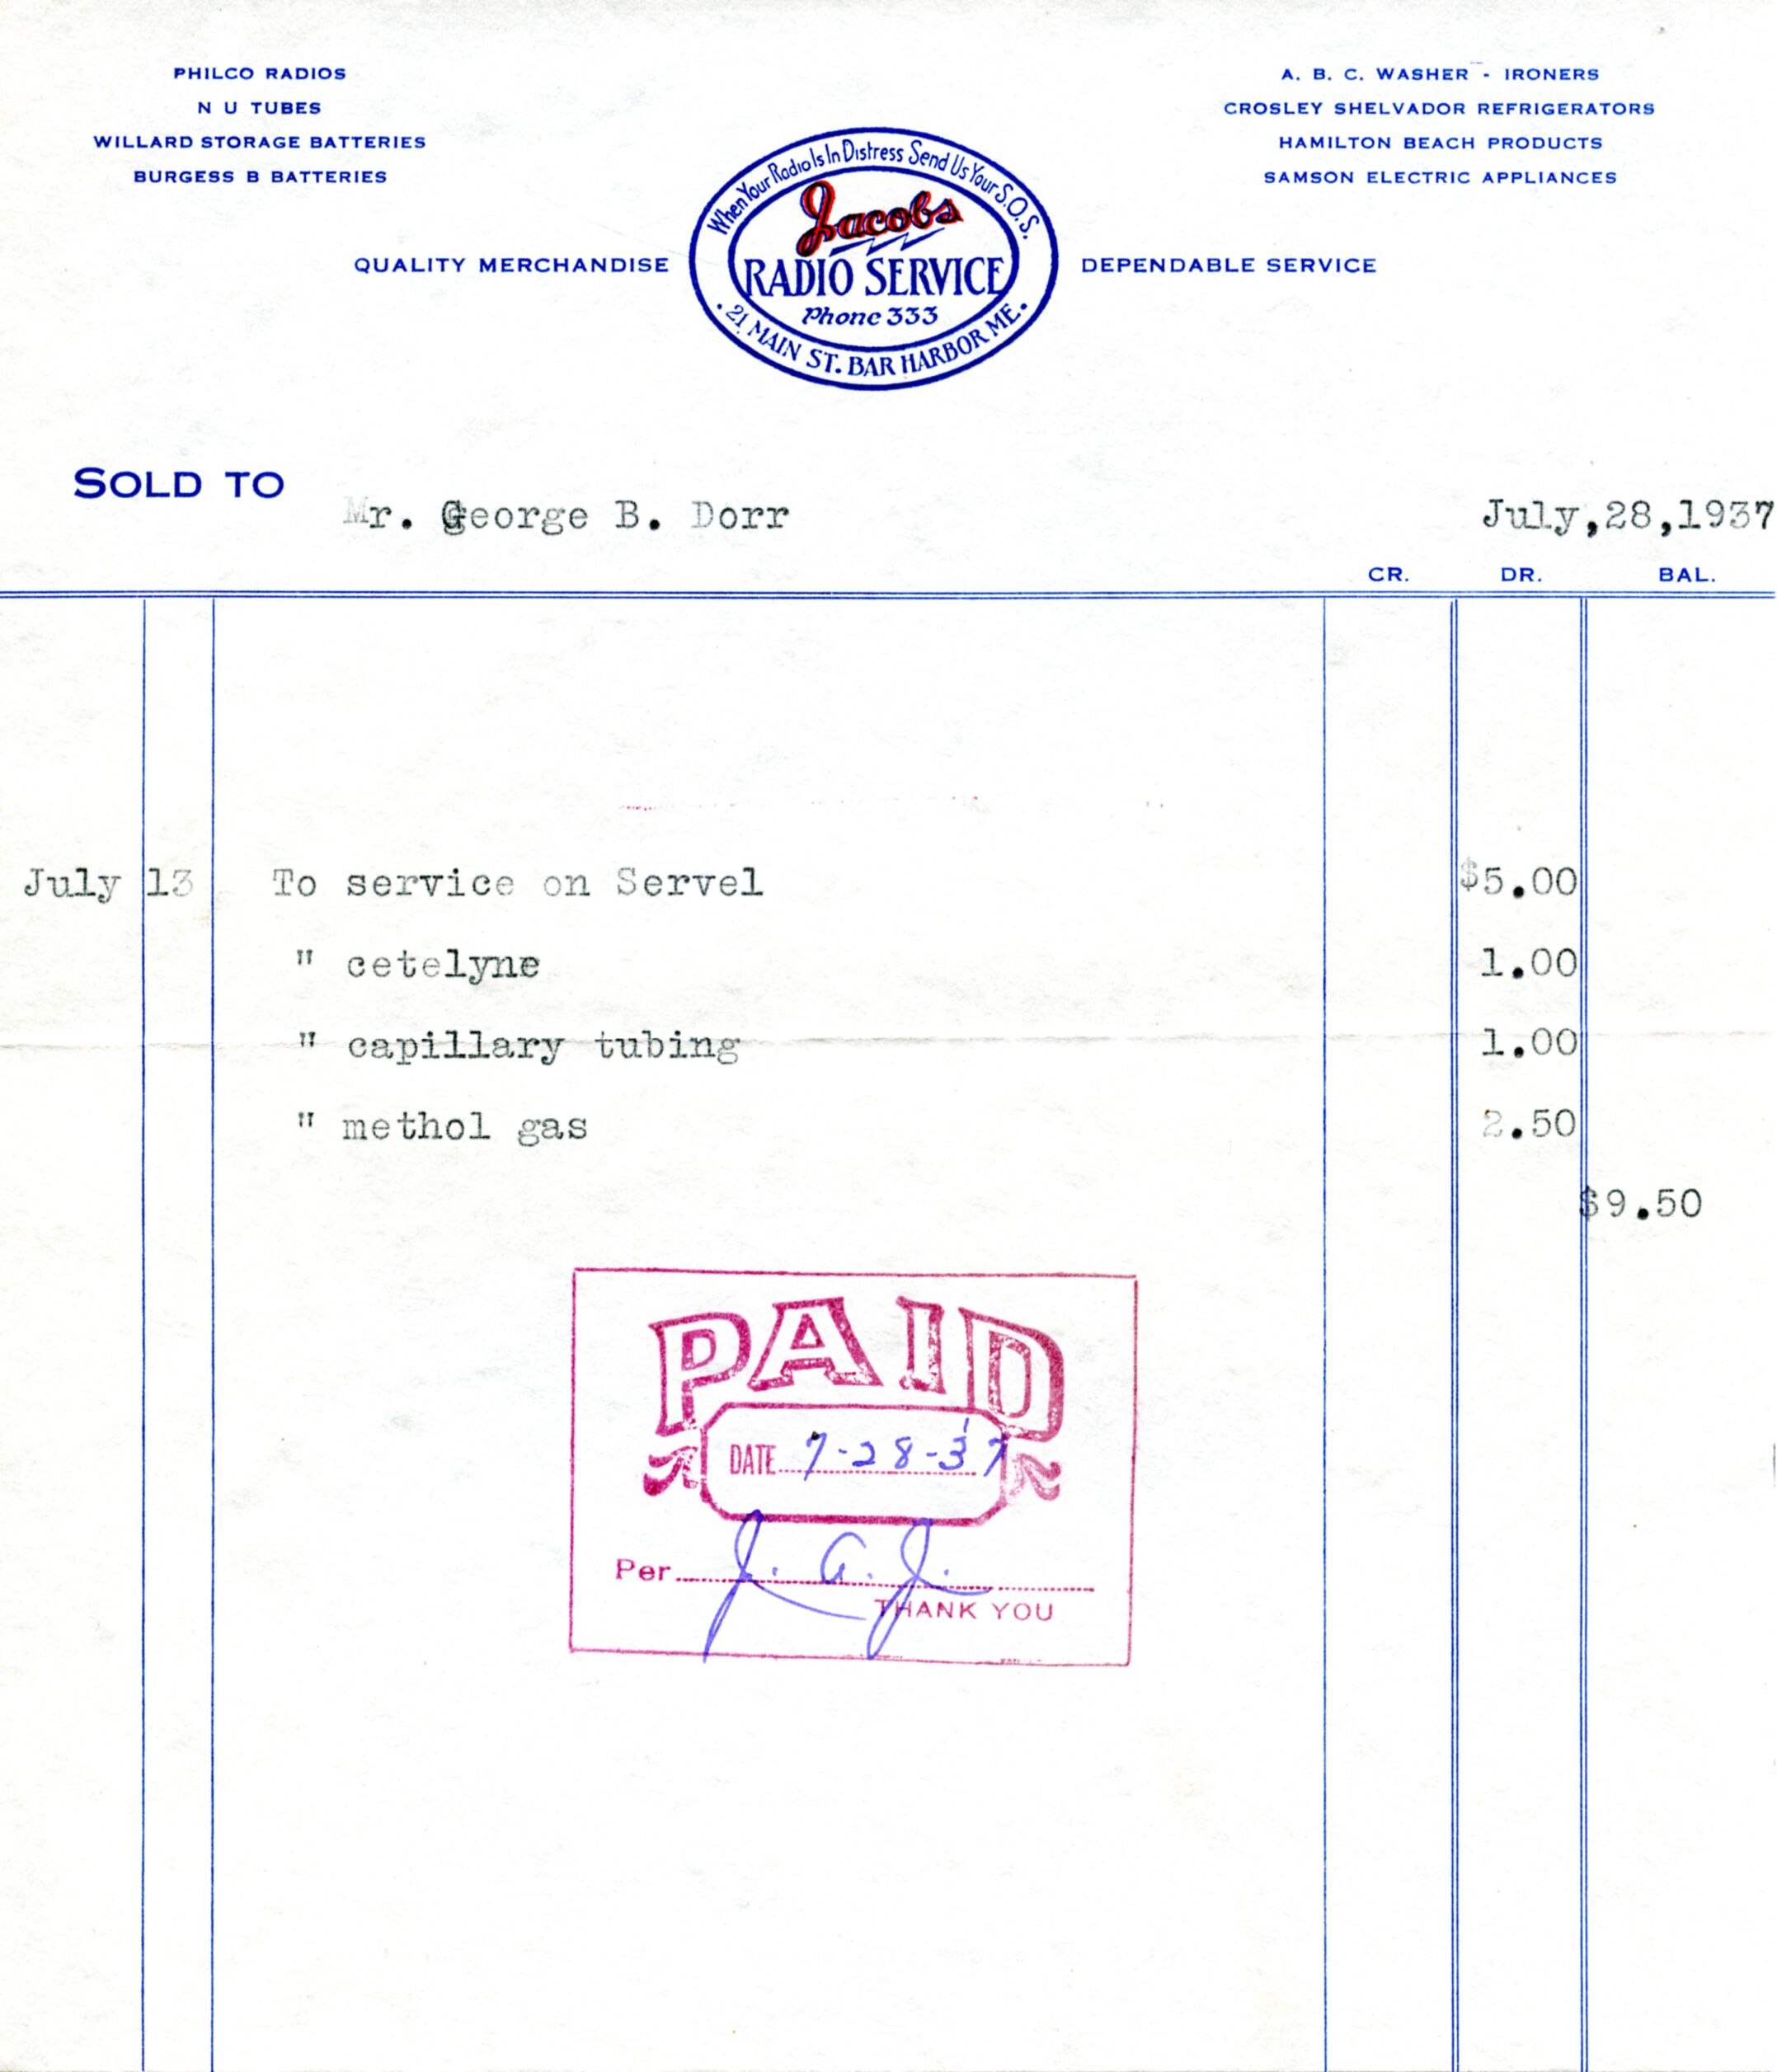 PHILCO RADIOS
N U TUBES
WILLARD STORAGE BATTERIES
BURGESS B BATTERIES
A. B. C. WASHER - IRONERS
CROSLEY SHELVADOR REFRIGERATORS
HAMILTON BEACH PRODUCTS
SAMSON ELECTRIC APPLIANCES
When Your Radio Is In Distress Send Us Your S.O.S.
Jacobs
QUALITY MERCHANDISE RADIO SERVICE DEPENDABLE SERVICE
Phone 333
21 MAIN ST. BAR HARBOR ME.
SOLD TO Mr. George B. Dorr July,28,1937
CR. DR. BAL.
July 13 To service on Servel $5.00
" cetelyne 1.00
" capillary tubing 1.00
" methol gas 2.50
$9.50
PAID
DATE 7-28-37
Per J. A. J.
THANK YOU